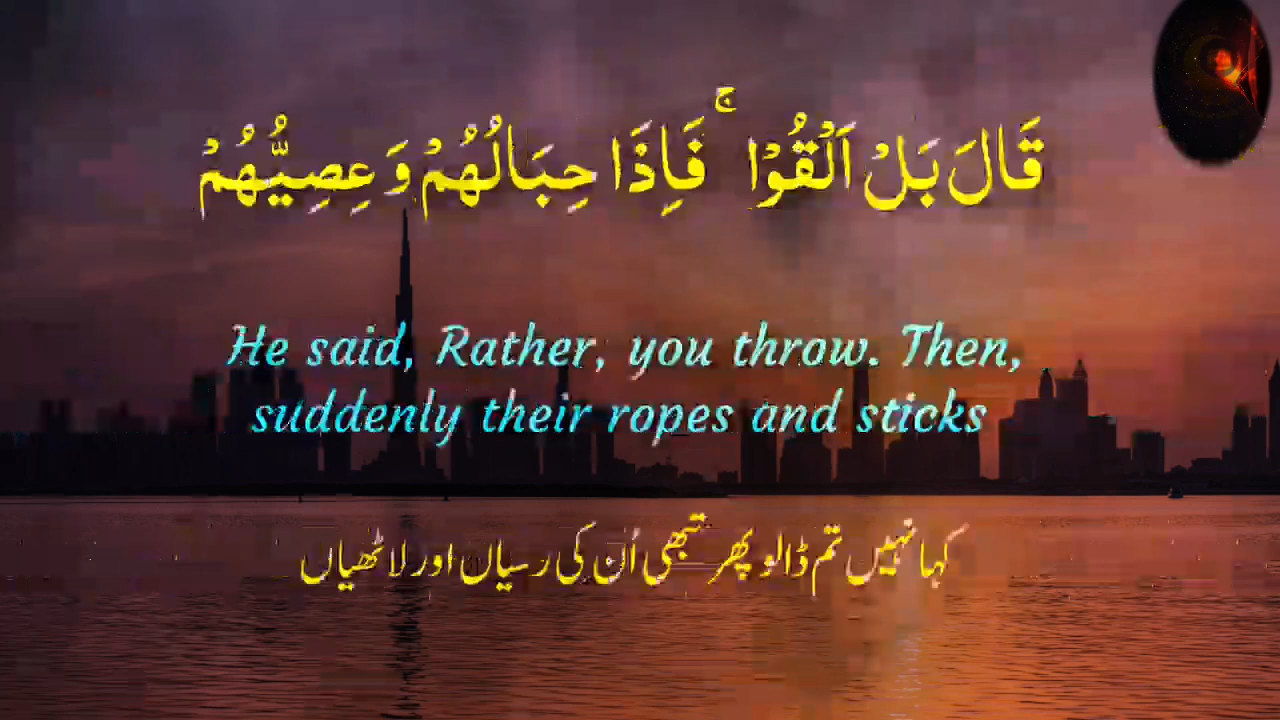 قَالَ بَلْ اَلْقُوْا ۚ فَاِذَا حِبَالُهُمْ وَ عِصِيُّهُمْ
He said, Rather, you throw. Then,
suddenly their ropes and sticks
کہا نہیں تم ڈالو پھر تبھی اُن کی رسیاں اور لاٹھیاں